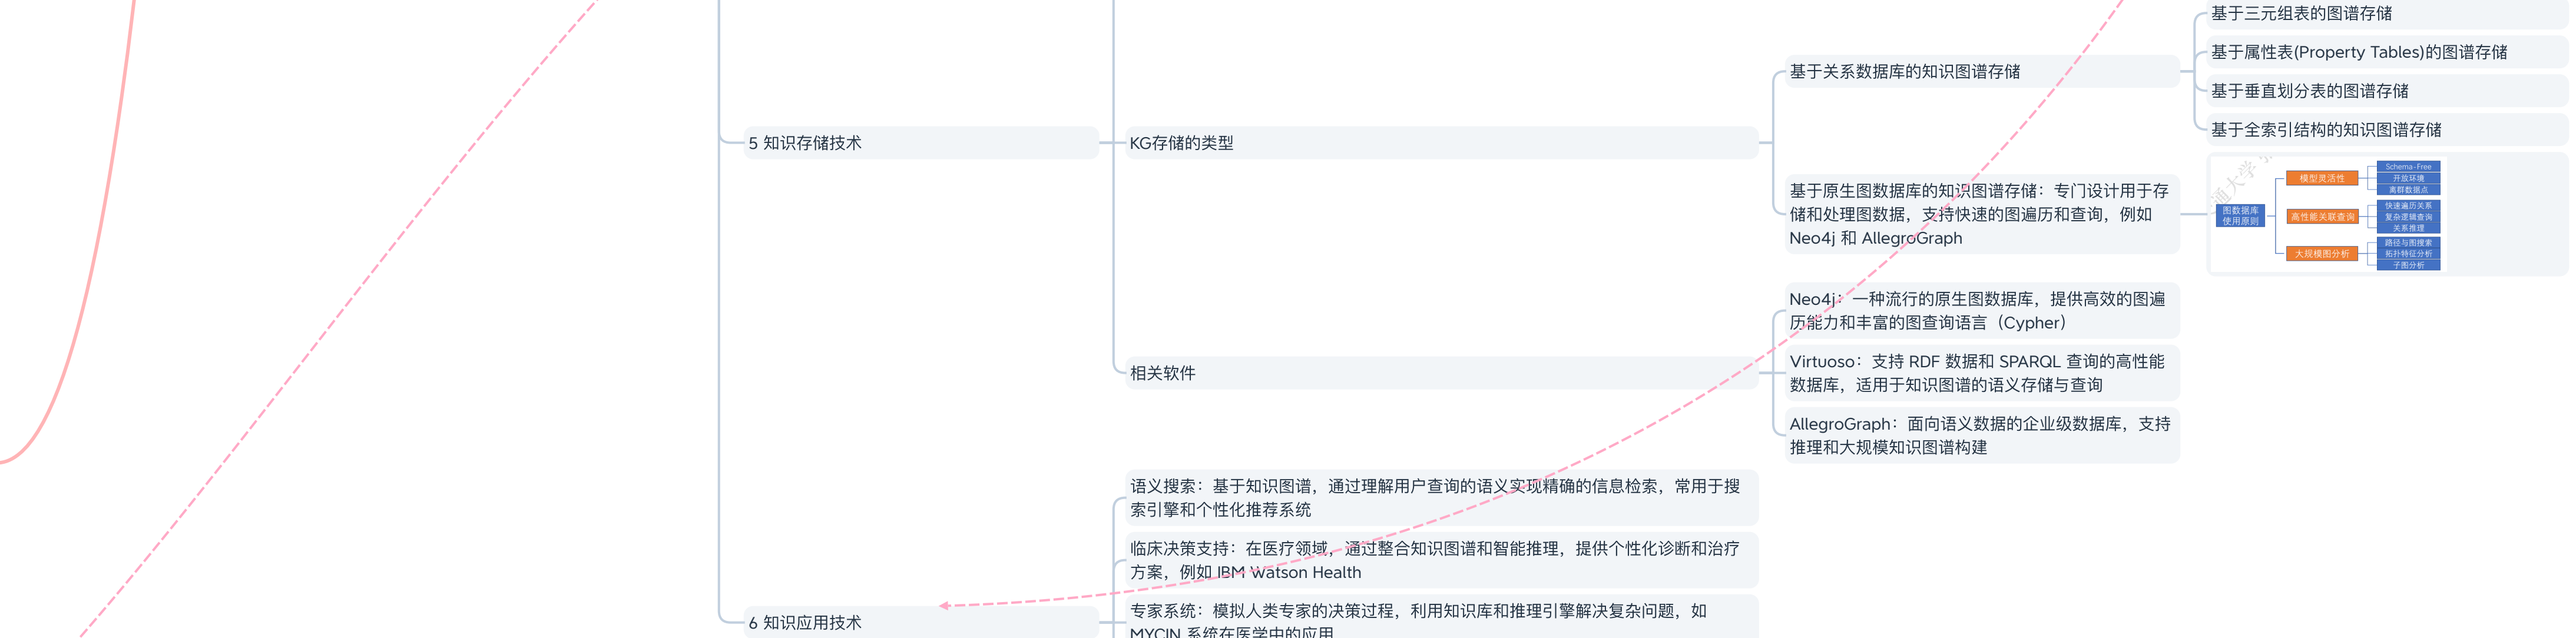 基于三元组表的图谱存储
基于属性表(Property Tables)的图谱存储
基于关系数据库的知识图谱存储
基于垂直划分表的图谱存储
基于全索引结构的知识图谱存储
5 知识存储技术
KG存储的类型
基于原生图数据库的知识图谱存储：专门设计用于存
储和处理图数据，支持快速的图遍历和查询，例如
Neo4j 和 AllegroGraph
通大学
图数据库
使用原则
模型灵活性
Schema-Free
开放环境
离群数据点
高性能关联查询
快速遍历关系
复杂逻辑查询
关系推理
大规模图分析
路径与图搜索
拓扑特征分析
子图分析
相关软件
Neo4j：一种流行的原生图数据库，提供高效的图遍
历能力和丰富的图查询语言（Cypher）
Virtuoso：支持 RDF 数据和 SPARQL 查询的高性能
数据库，适用于知识图谱的语义存储与查询
AllegroGraph：面向语义数据的企业级数据库，支持
推理和大规模知识图谱构建
6 知识应用技术
语义搜索：基于知识图谱，通过理解用户查询的语义实现精确的信息检索，常用于搜
索引擎和个性化推荐系统
临床决策支持：在医疗领域，通过整合知识图谱和智能推理，提供个性化诊断和治疗
方案，例如 IBM Watson Health
专家系统：模拟人类专家的决策过程，利用知识库和推理引擎解决复杂问题，如
MYCIN 系统在医学中的应用